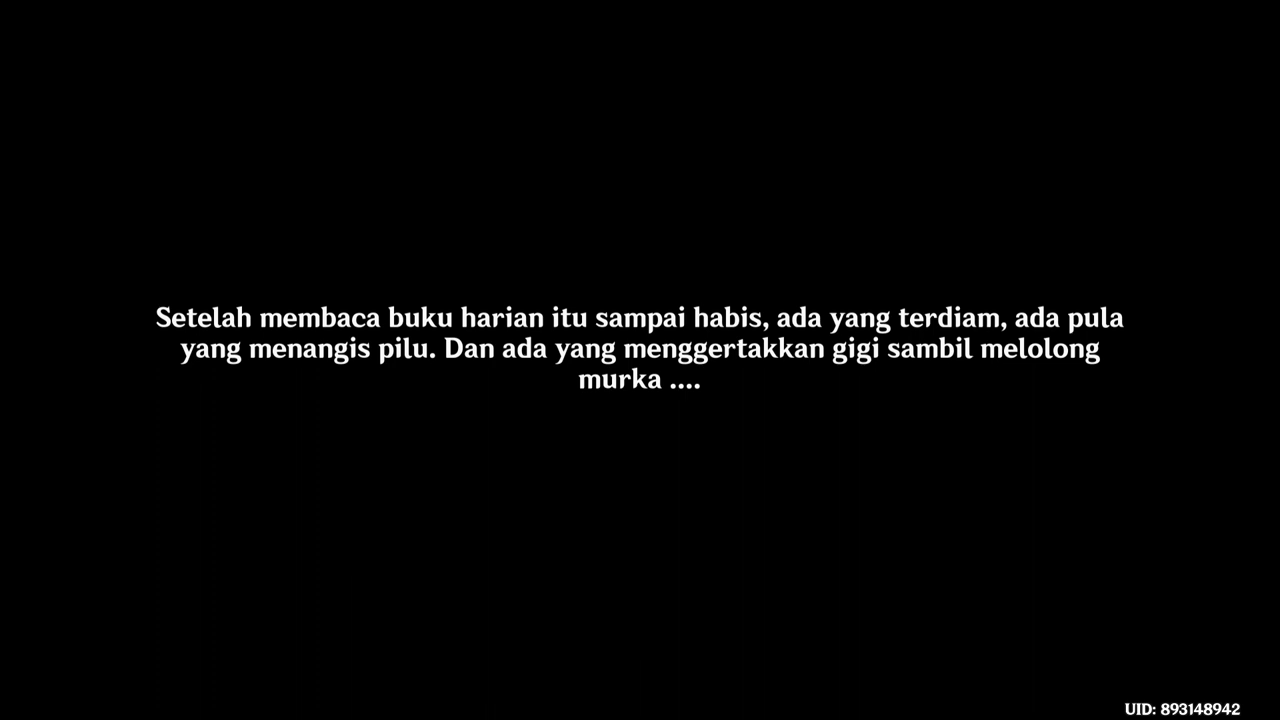 Setelah membaca buku harian itu sampai habis, ada yang terdiam, ada pula
yang menangis pilu. Dan ada yang menggertakkan gigi sambil melolong
murka ....
UID: 893148942